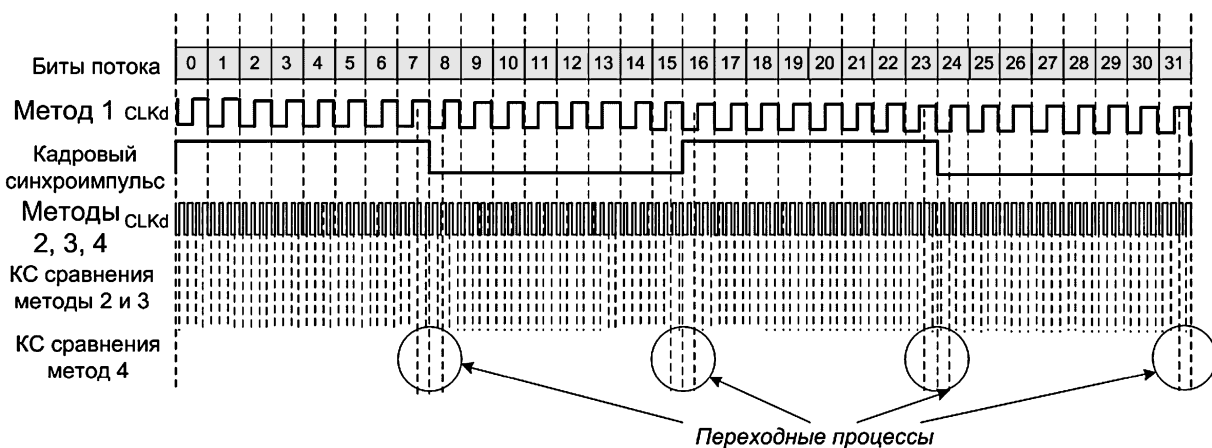 Биты потока 0 1 2 3 4 5 6 7 8 9 10 11 12 13 14 15 16 17 18 19 20 21 22 23 24 25 26 27 28 29 30 31
Метод 1 CLKd
Кадровый
синхроимпульс
Методы CLKd
2, 3, 4
КС сравнения
методы 2 и 3
КС сравнения
метод 4
Переходные процессы